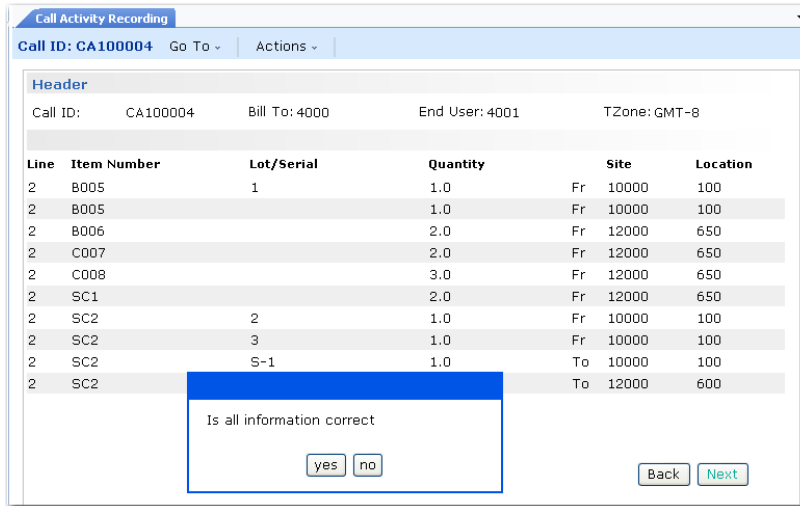 Call Activity Recording
Call ID: CA100004 Go To Actions
Header
Call ID: CA100004 Bill To: 4000 End User: 4001 TZone: GMT-8
Line Item Number Lot/Serial Quantity Site Location
2 B005 1 1.0 Fr 10000 100
2 B005 1.0 Fr 10000 100
2 B006 2.0 Fr 12000 650
2 C007 2.0 Fr 12000 650
2 C008 3.0 Fr 12000 650
2 SC1 2.0 Fr 12000 650
2 SC2 2 1.0 Fr 10000 100
2 SC2 3 1.0 Fr 10000 100
2 SC2 S-1 1.0 To 10000 100
2 SC2 To 12000 600
Is all information correct
yes no
Back Next